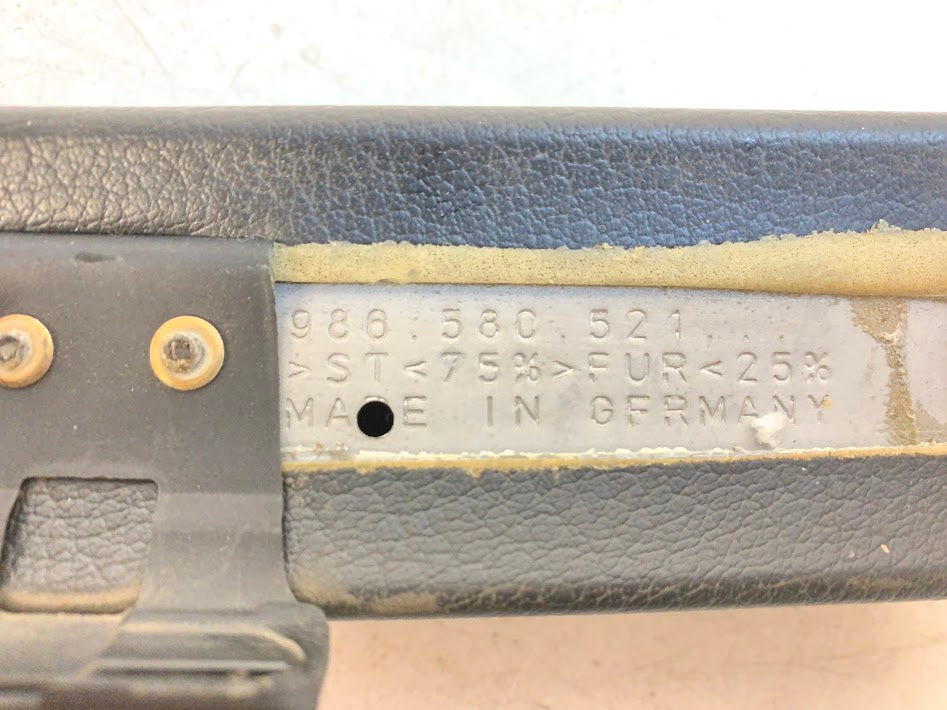 986.580.521...
>ST<75%>FUR<25%
MADE IN GERMANY